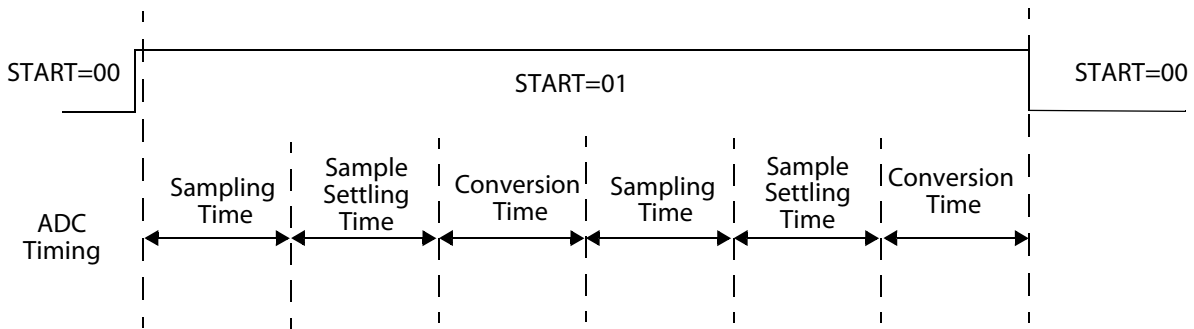 START=00
START=01
START=00
ADC
Timing
Sampling
Time
Sample
Settling
Time
Conversion
Time
Sampling
Time
Sample
Settling
Time
Conversion
Time